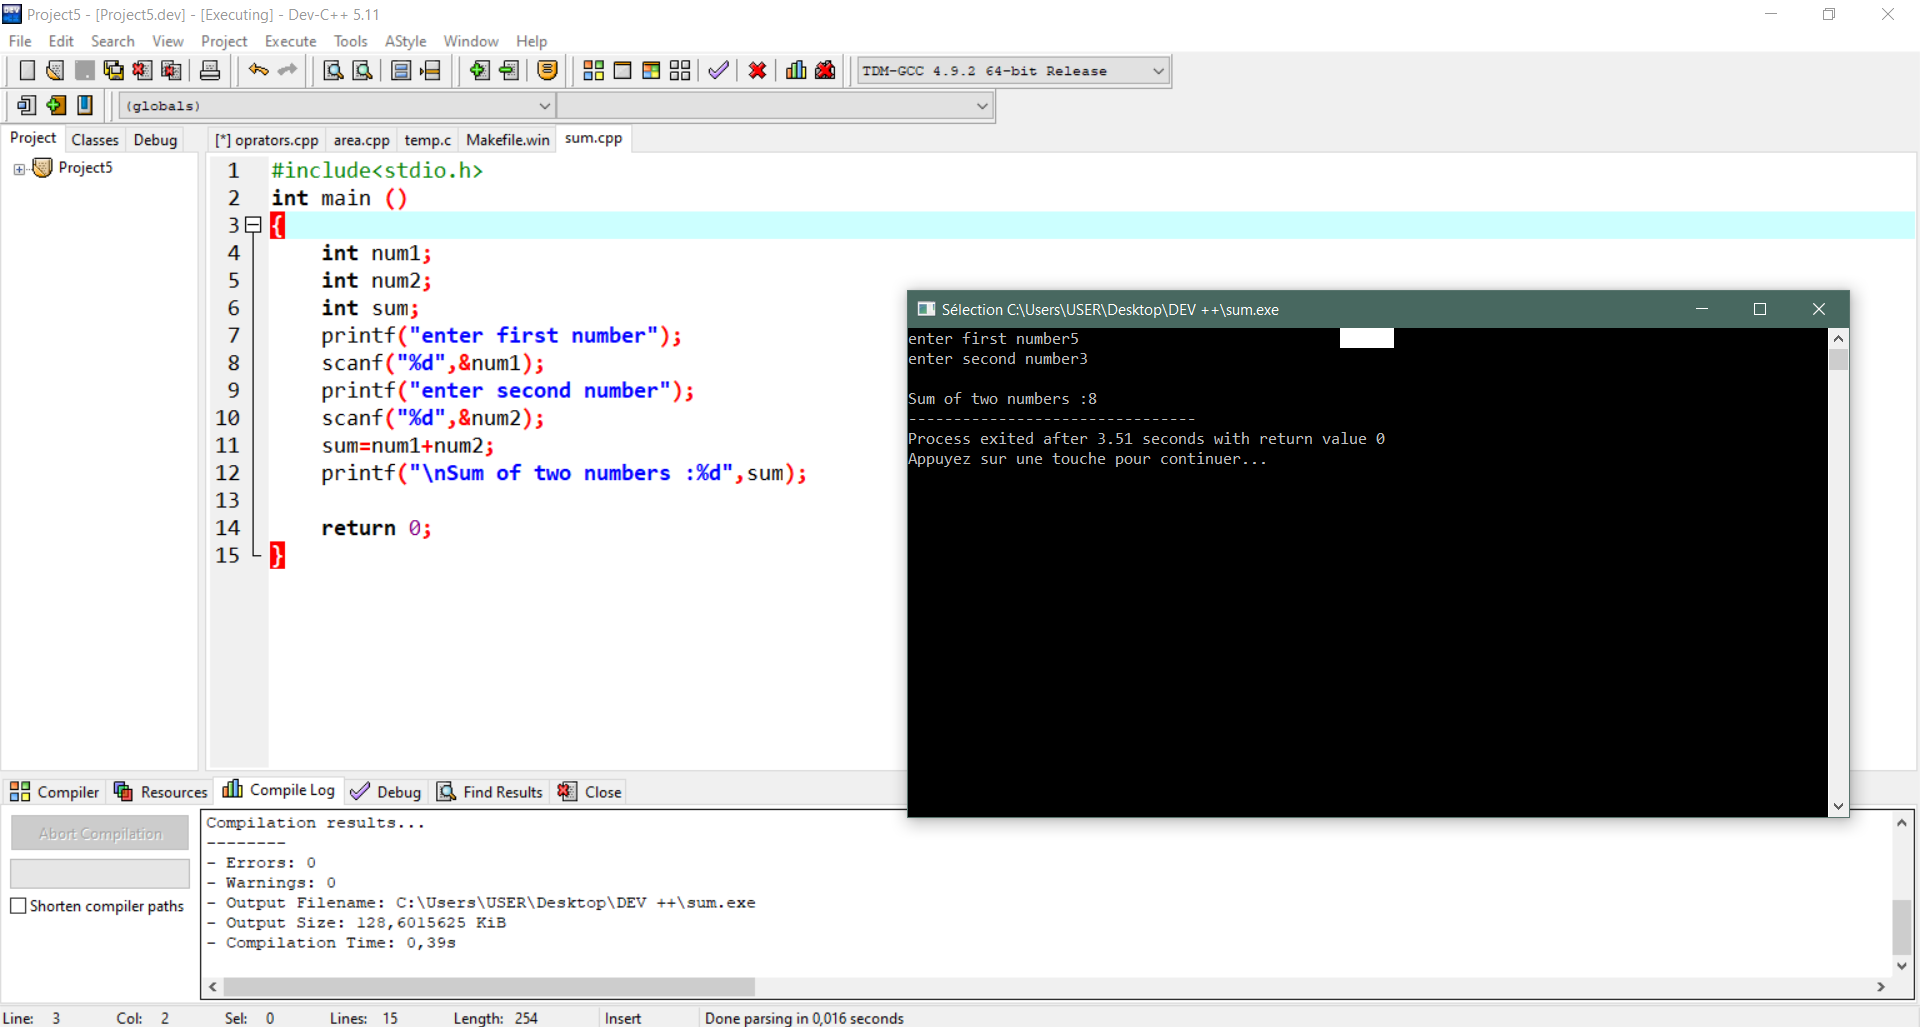 Project5 - [Project5.dev] - [Executing] - Dev-C++ 5.11
File Edit Search View Project Execute Tools AStyle Window Help
TDM-GCC 4.9.2 64-bit Release
(globals)
Project Classes Debug
[*] oprators.cpp area.cpp temp.c Makefile.win sum.cpp
Project5
1 #include<stdio.h>
2 int main ()
3 {
4 int num1;
5 int num2;
6 int sum;
7 printf("enter first number");
8 scanf("%d",&num1);
9 printf("enter second number");
10 scanf("%d",&num2);
11 sum=num1+num2;
12 printf("\nSum of two numbers :%d",sum);
13
14 return 0;
15 }
Sélection C:\Users\USER\Desktop\DEV ++\sum.exe
enter first number5
enter second number3
Sum of two numbers :8
--------------------------------
Process exited after 3.51 seconds with return value 0
Appuyez sur une touche pour continuer...
Compiler Resources Compile Log Debug Find Results Close
Abort Compilation
Shorten compiler paths
Compilation results...
--------
- Errors: 0
- Warnings: 0
- Output Filename: C:\Users\USER\Desktop\DEV ++\sum.exe
- Output Size: 128,6015625 KiB
- Compilation Time: 0,39s
Line: 3 Col: 2 Sel: 0 Lines: 15 Length: 254 Insert Done parsing in 0,016 seconds